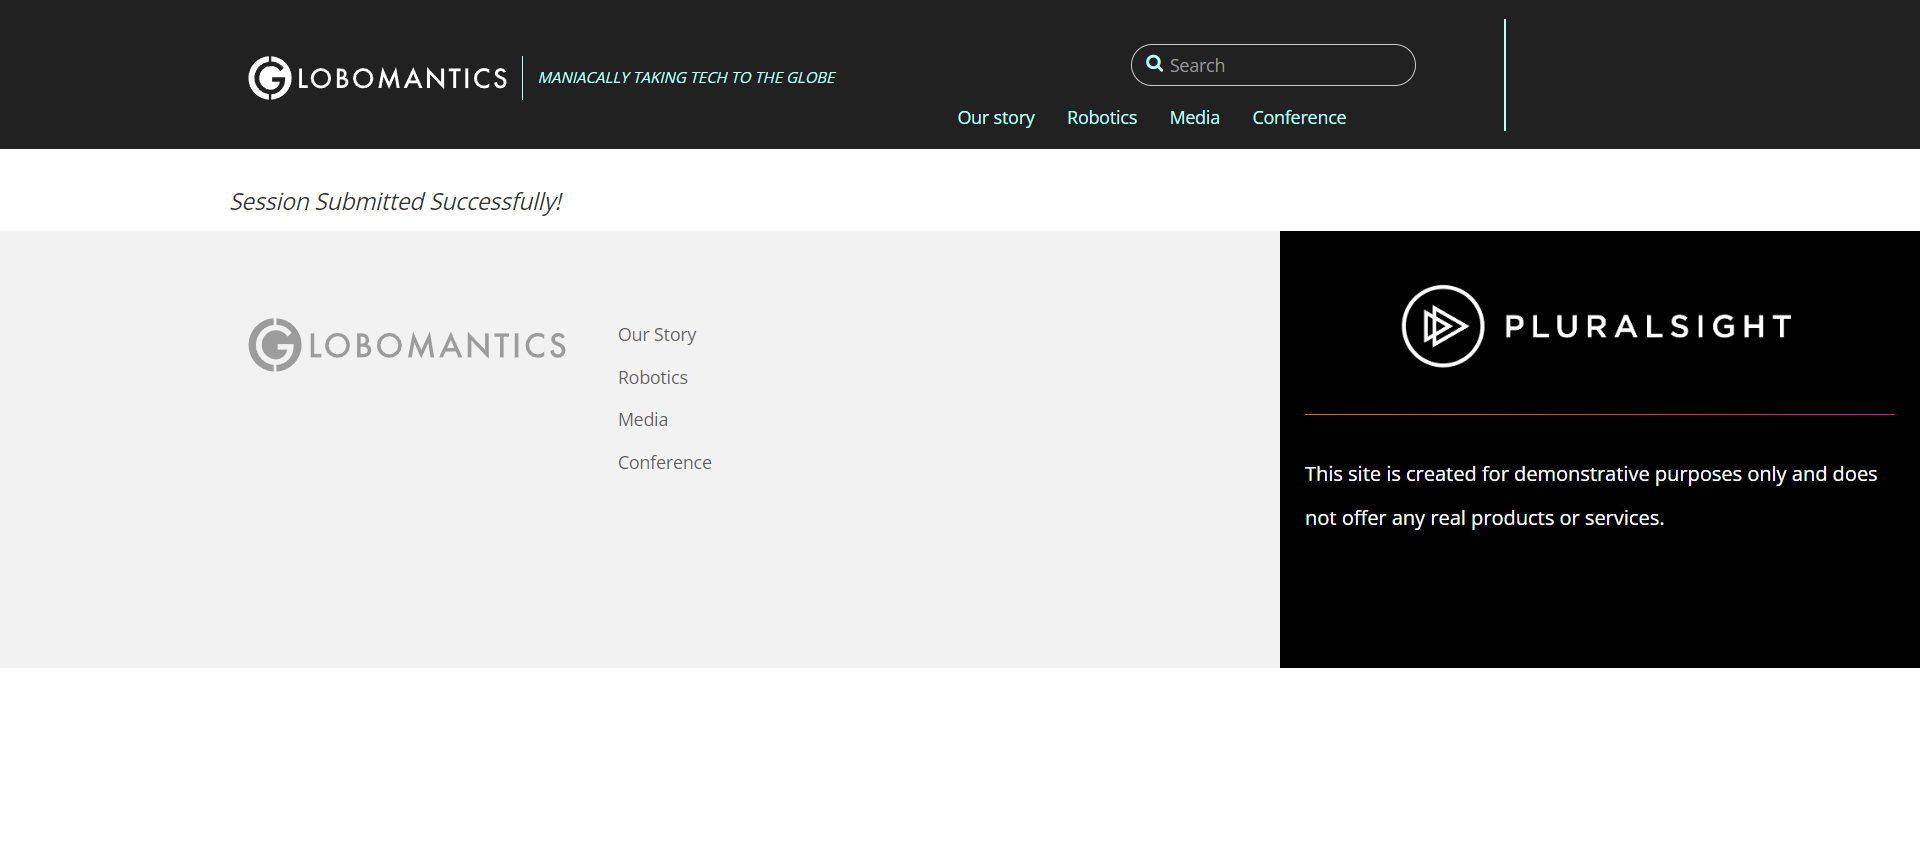 GLOBOMANTICS
MANIACALLY TAKING TECH TO THE GLOBE
Search
Our story
Robotics
Media
Conference
Session Submitted Successfully!
GLOBOMANTICS
Our Story
Robotics
Media
Conference
PLURALSIGHT
This site is created for demonstrative purposes only and does
not offer any real products or services.